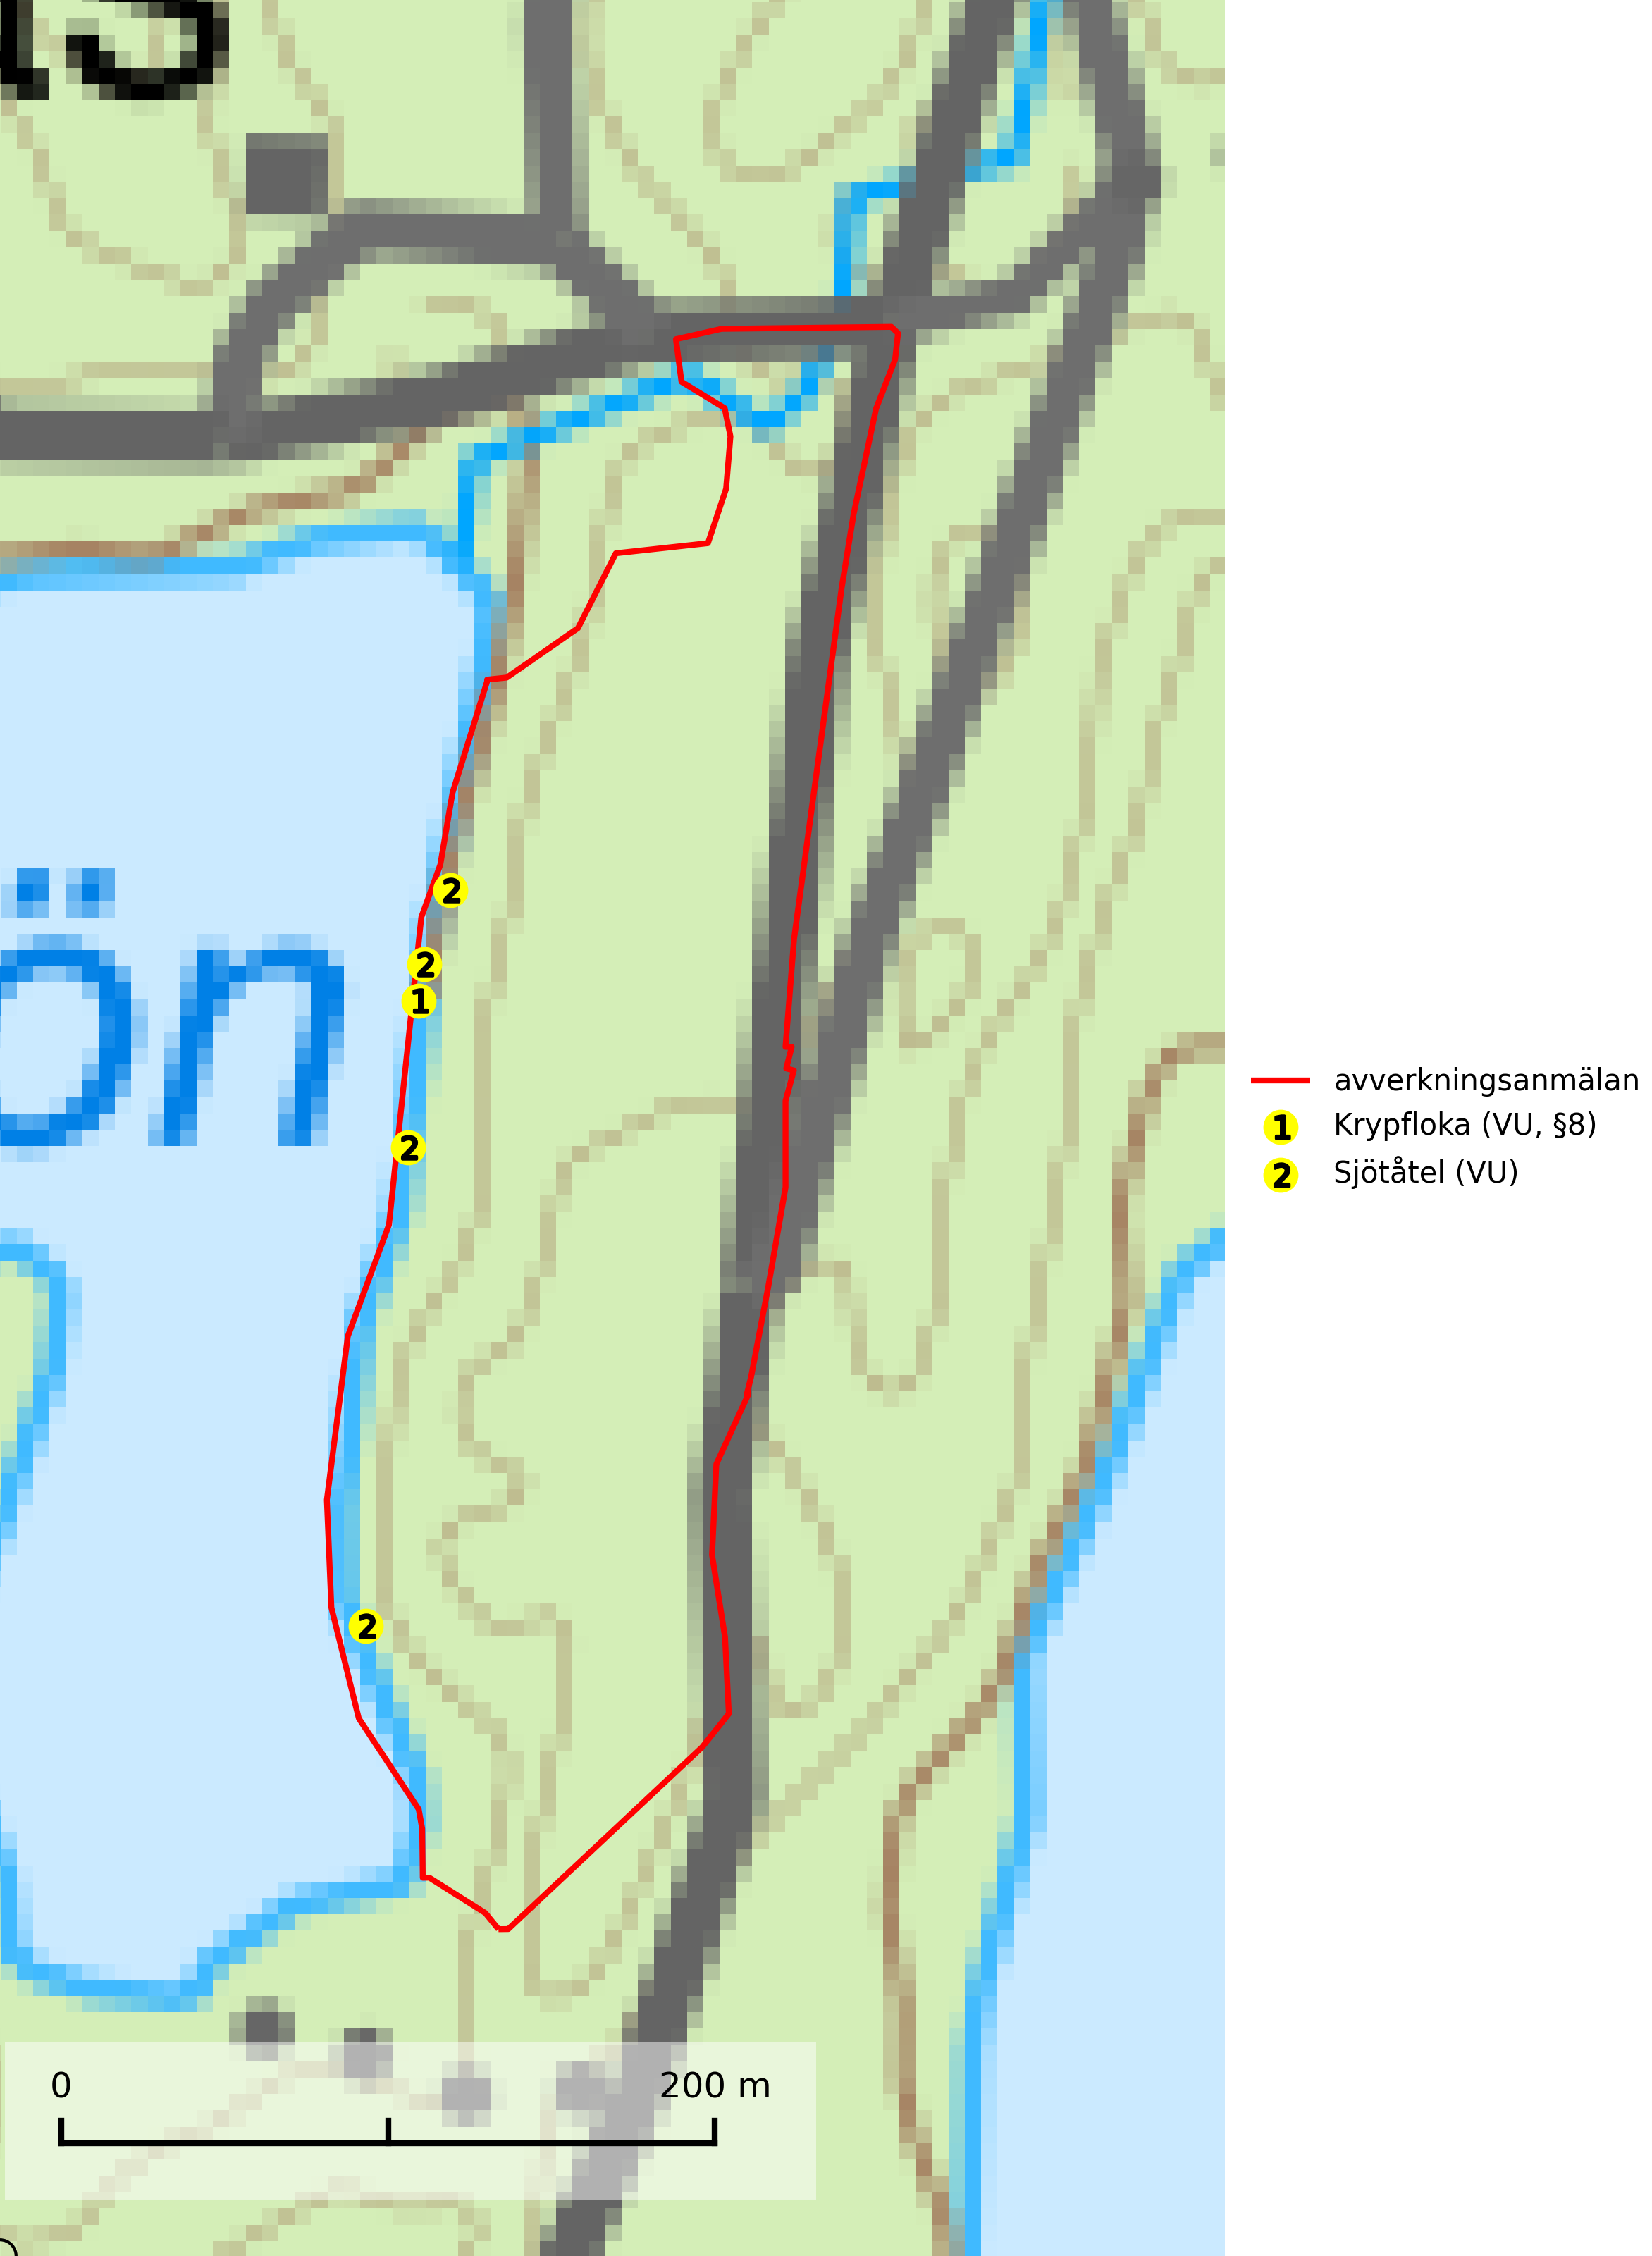 ön
2
2
1
2
2
avverkningsanmälan
1 Krypfloka (VU, §8)
2 Sjötåtel (VU)
0 200 m